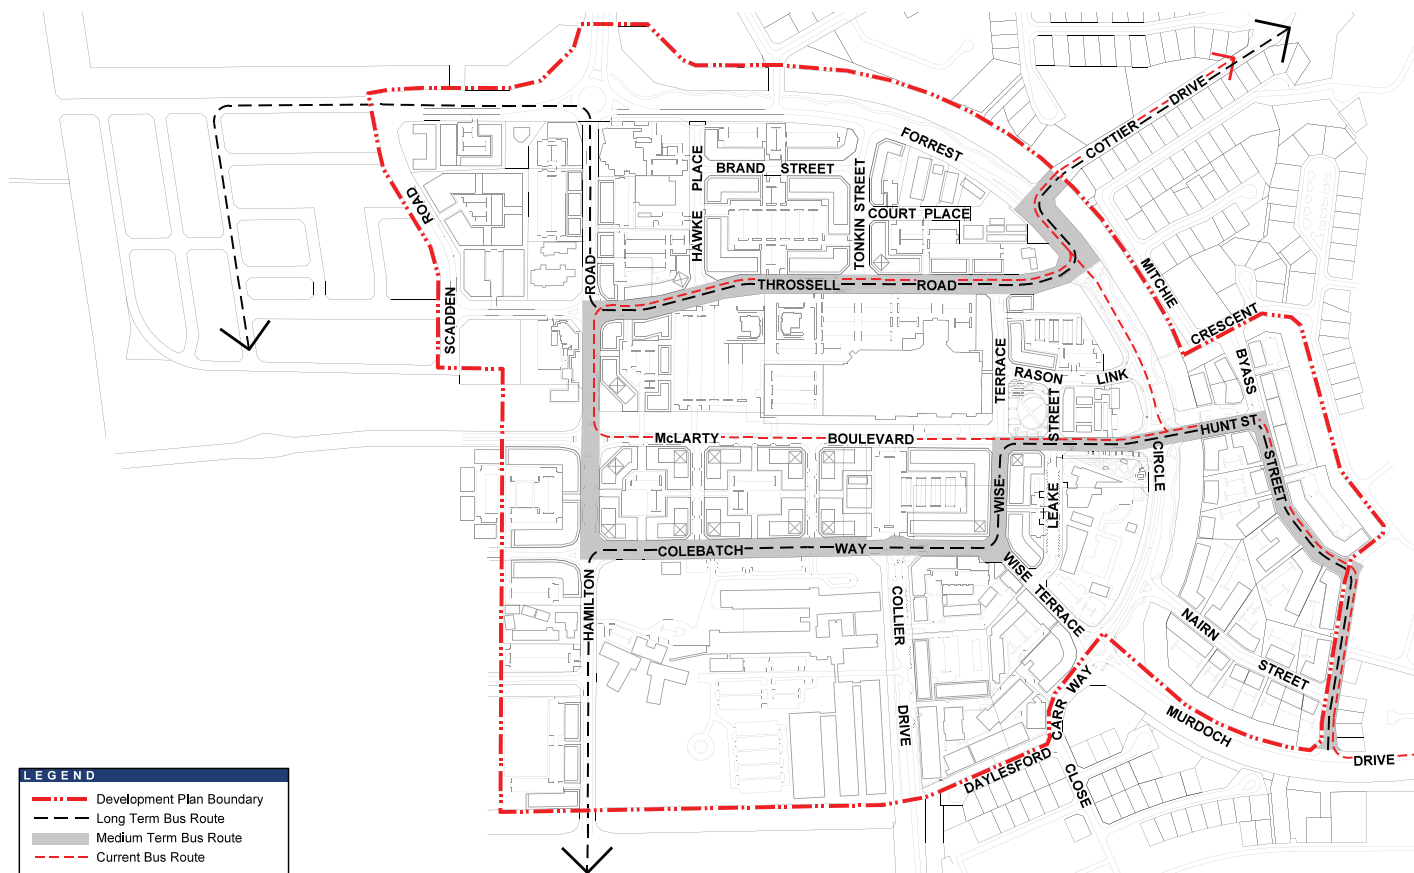 COTTIER DRIVE
FORREST
BRAND STREET
HAWKE PLACE
TONKIN STREET
COURT PLACE
SCADDEN ROAD
ROAD
THROSSELL ROAD
MITCHIE
CRESCENT
BYASS
TERRACE
RASON LINK
STREET
McLARTY BOULEVARD
HUNT ST.
CIRCLE
STREET
WISE
LEAKE
COLEBATCH WAY
WISE TERRACE
HAMILTON
COLLIER
NAIRN
STREET
CARR WAY
MURDOCH
DRIVE
DRIVE
DAYLESFORD
CLOSE
LEGEND
Development Plan Boundary
Long Term Bus Route
Medium Term Bus Route
Current Bus Route